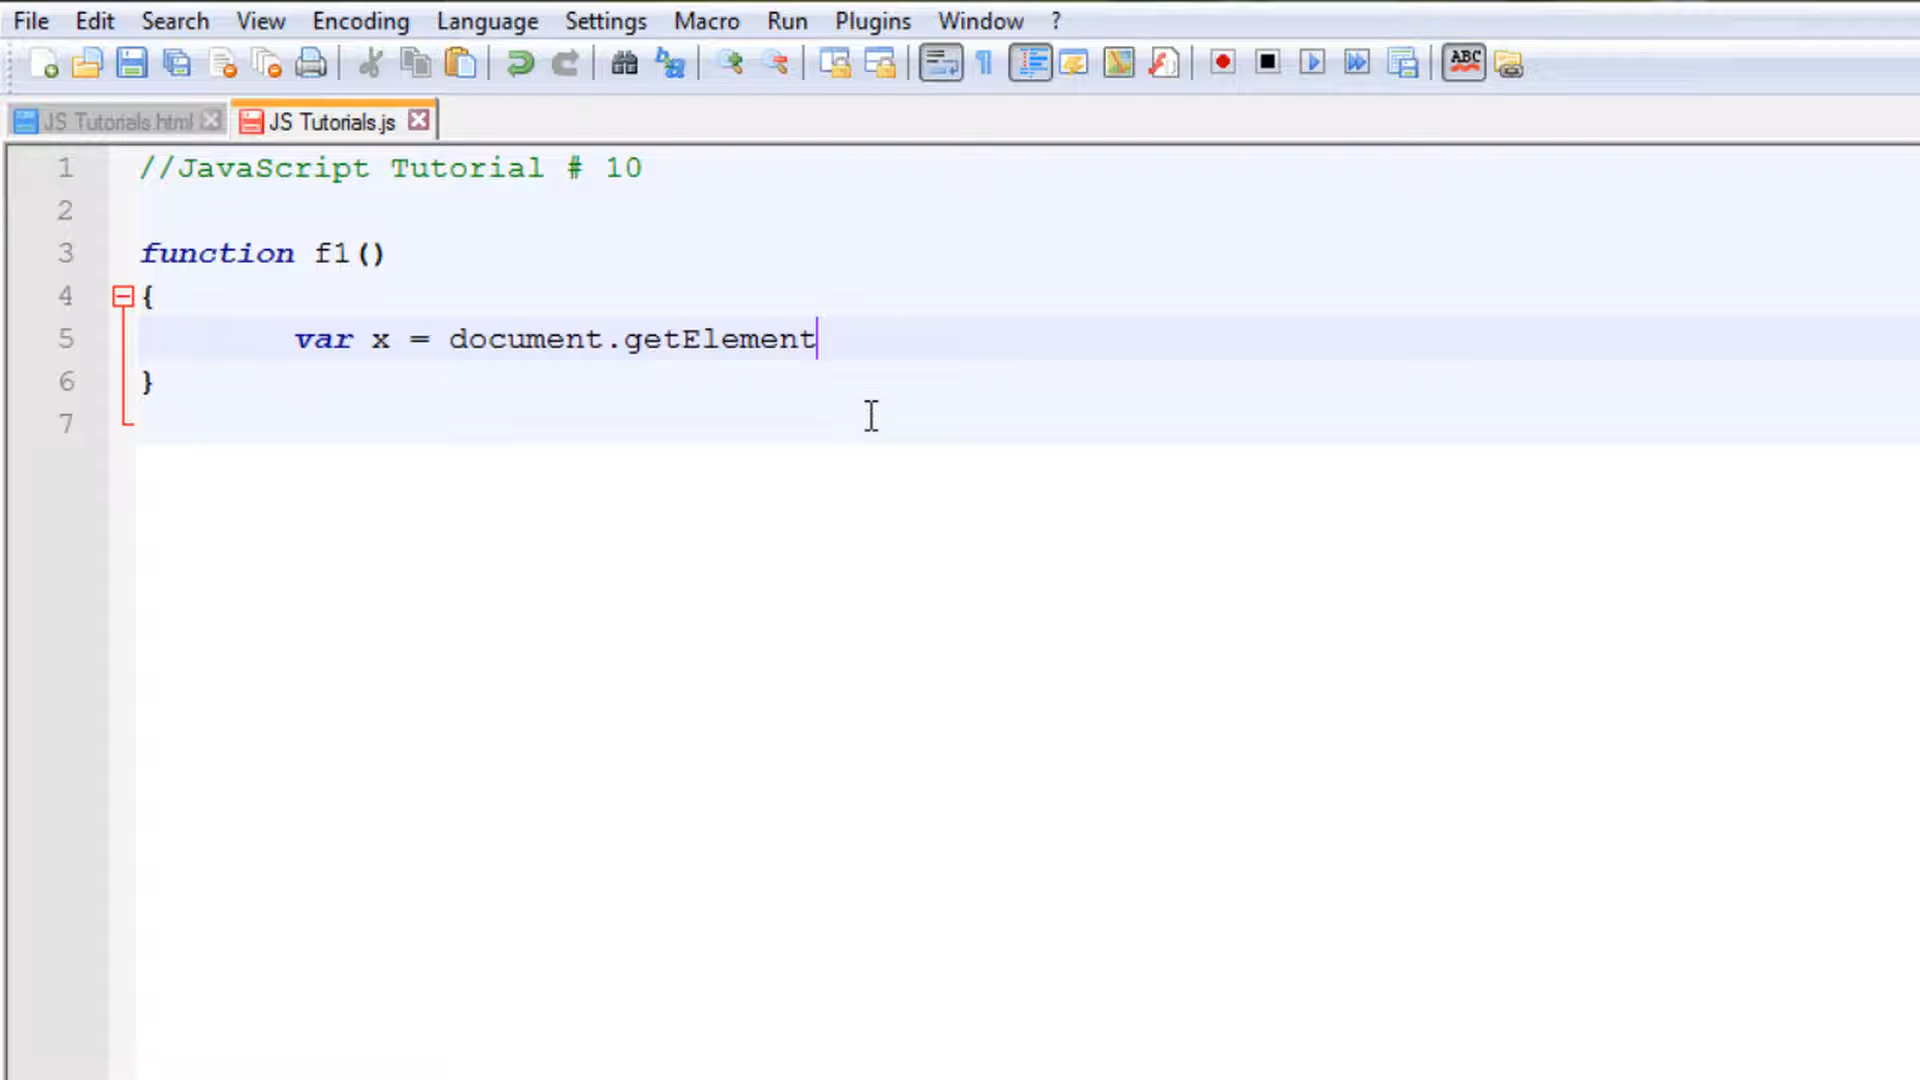 File Edit Search View Encoding Language Settings Macro Run Plugins Window ?
ABC
JS Tutorials.html JS Tutorials.js
1 //JavaScript Tutorial # 10
2
3 function f1()
4 {
5 var x = document.getElement
6 }
7